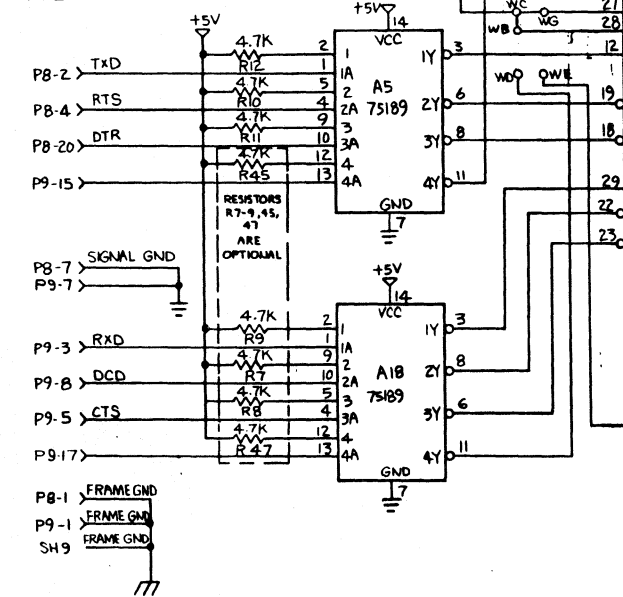 +5V
+5V
14
VCC
WC
WG
27
WB
28
4.7K
2
1
1Y
3
12
P8-2
TXD
R12
1
1A
A5
WD
WE
4.7K
5
2
75189
P8-4
RTS
R10
4
2A
2Y
6
19
4.7K
9
3
P8-20
DTR
R11
10
3A
3Y
8
18
4.7K
12
4
P9-15
R45
13
4A
4Y
11
29
RESISTORS
R7-9,45,
47
ARE
OPTIONAL
GND
7
22
23
P8-7
SIGNAL GND
P9-7
+5V
14
VCC
4.7K
2
1
1Y
3
P9-3
RXD
R9
1
1A
4.7K
9
2
A18
2Y
8
P9-8
DCD
R7
10
2A
75189
4.7K
5
3
P9-5
CTS
R8
4
3A
3Y
6
4.7K
12
4
P9-17
R47
13
4A
4Y
11
GND
7
P8-1
FRAME GND
P9-1
FRAME GND
SH9
FRAME GND